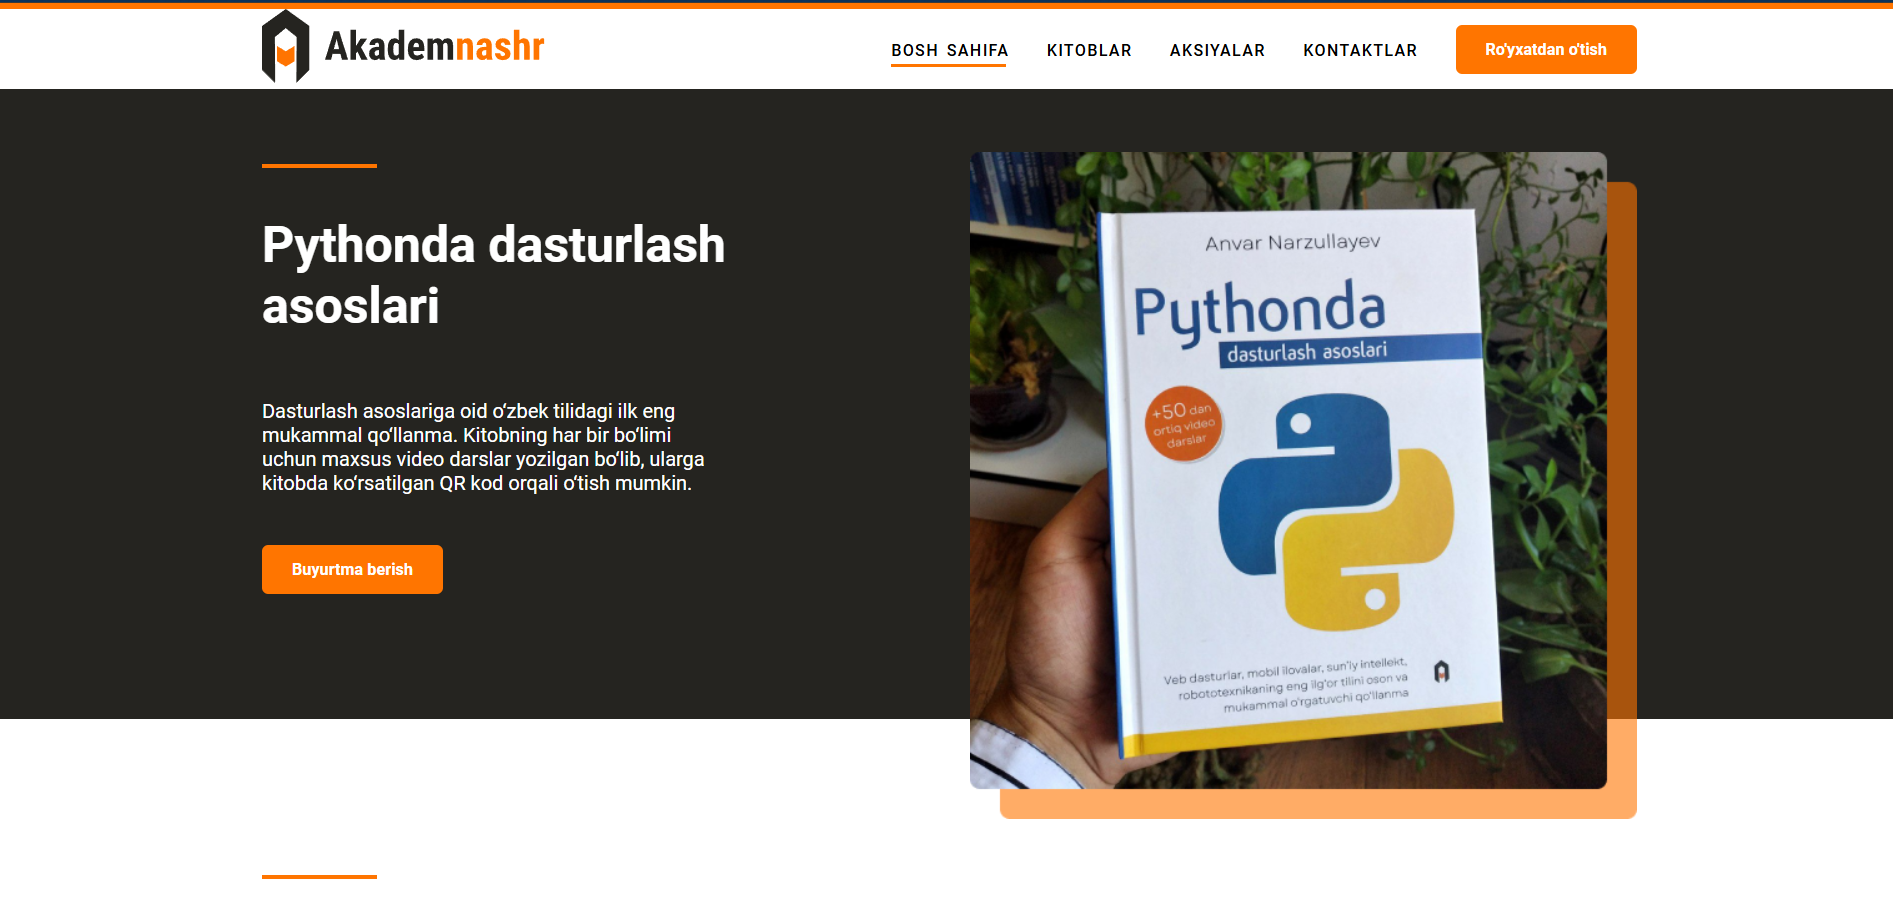 Akademnashr
BOSH SAHIFA
KITOBLAR
AKSIYALAR
KONTAKTLAR
Ro'yxatdan o'tish
Pythonda dasturlash
asoslari
Dasturlash asoslariga oid o‘zbek tilidagi ilk eng
mukammal qo‘llanma. Kitobning har bir bo‘limi
uchun maxsus video darslar yozilgan bo‘lib, ularga
kitobda ko‘rsatilgan QR kod orqali o‘tish mumkin.
Buyurtma berish
Anvar Narzullayev
Pythonda
dasturlash asoslari
+50 dan
ortiq video
darslar
Veb dasturlar, mobil ilovalar, sun'iy intellekt,
robototexnikaning eng ilg'or tilini oson va
mukammal o'rgatuvchi qo'llanma